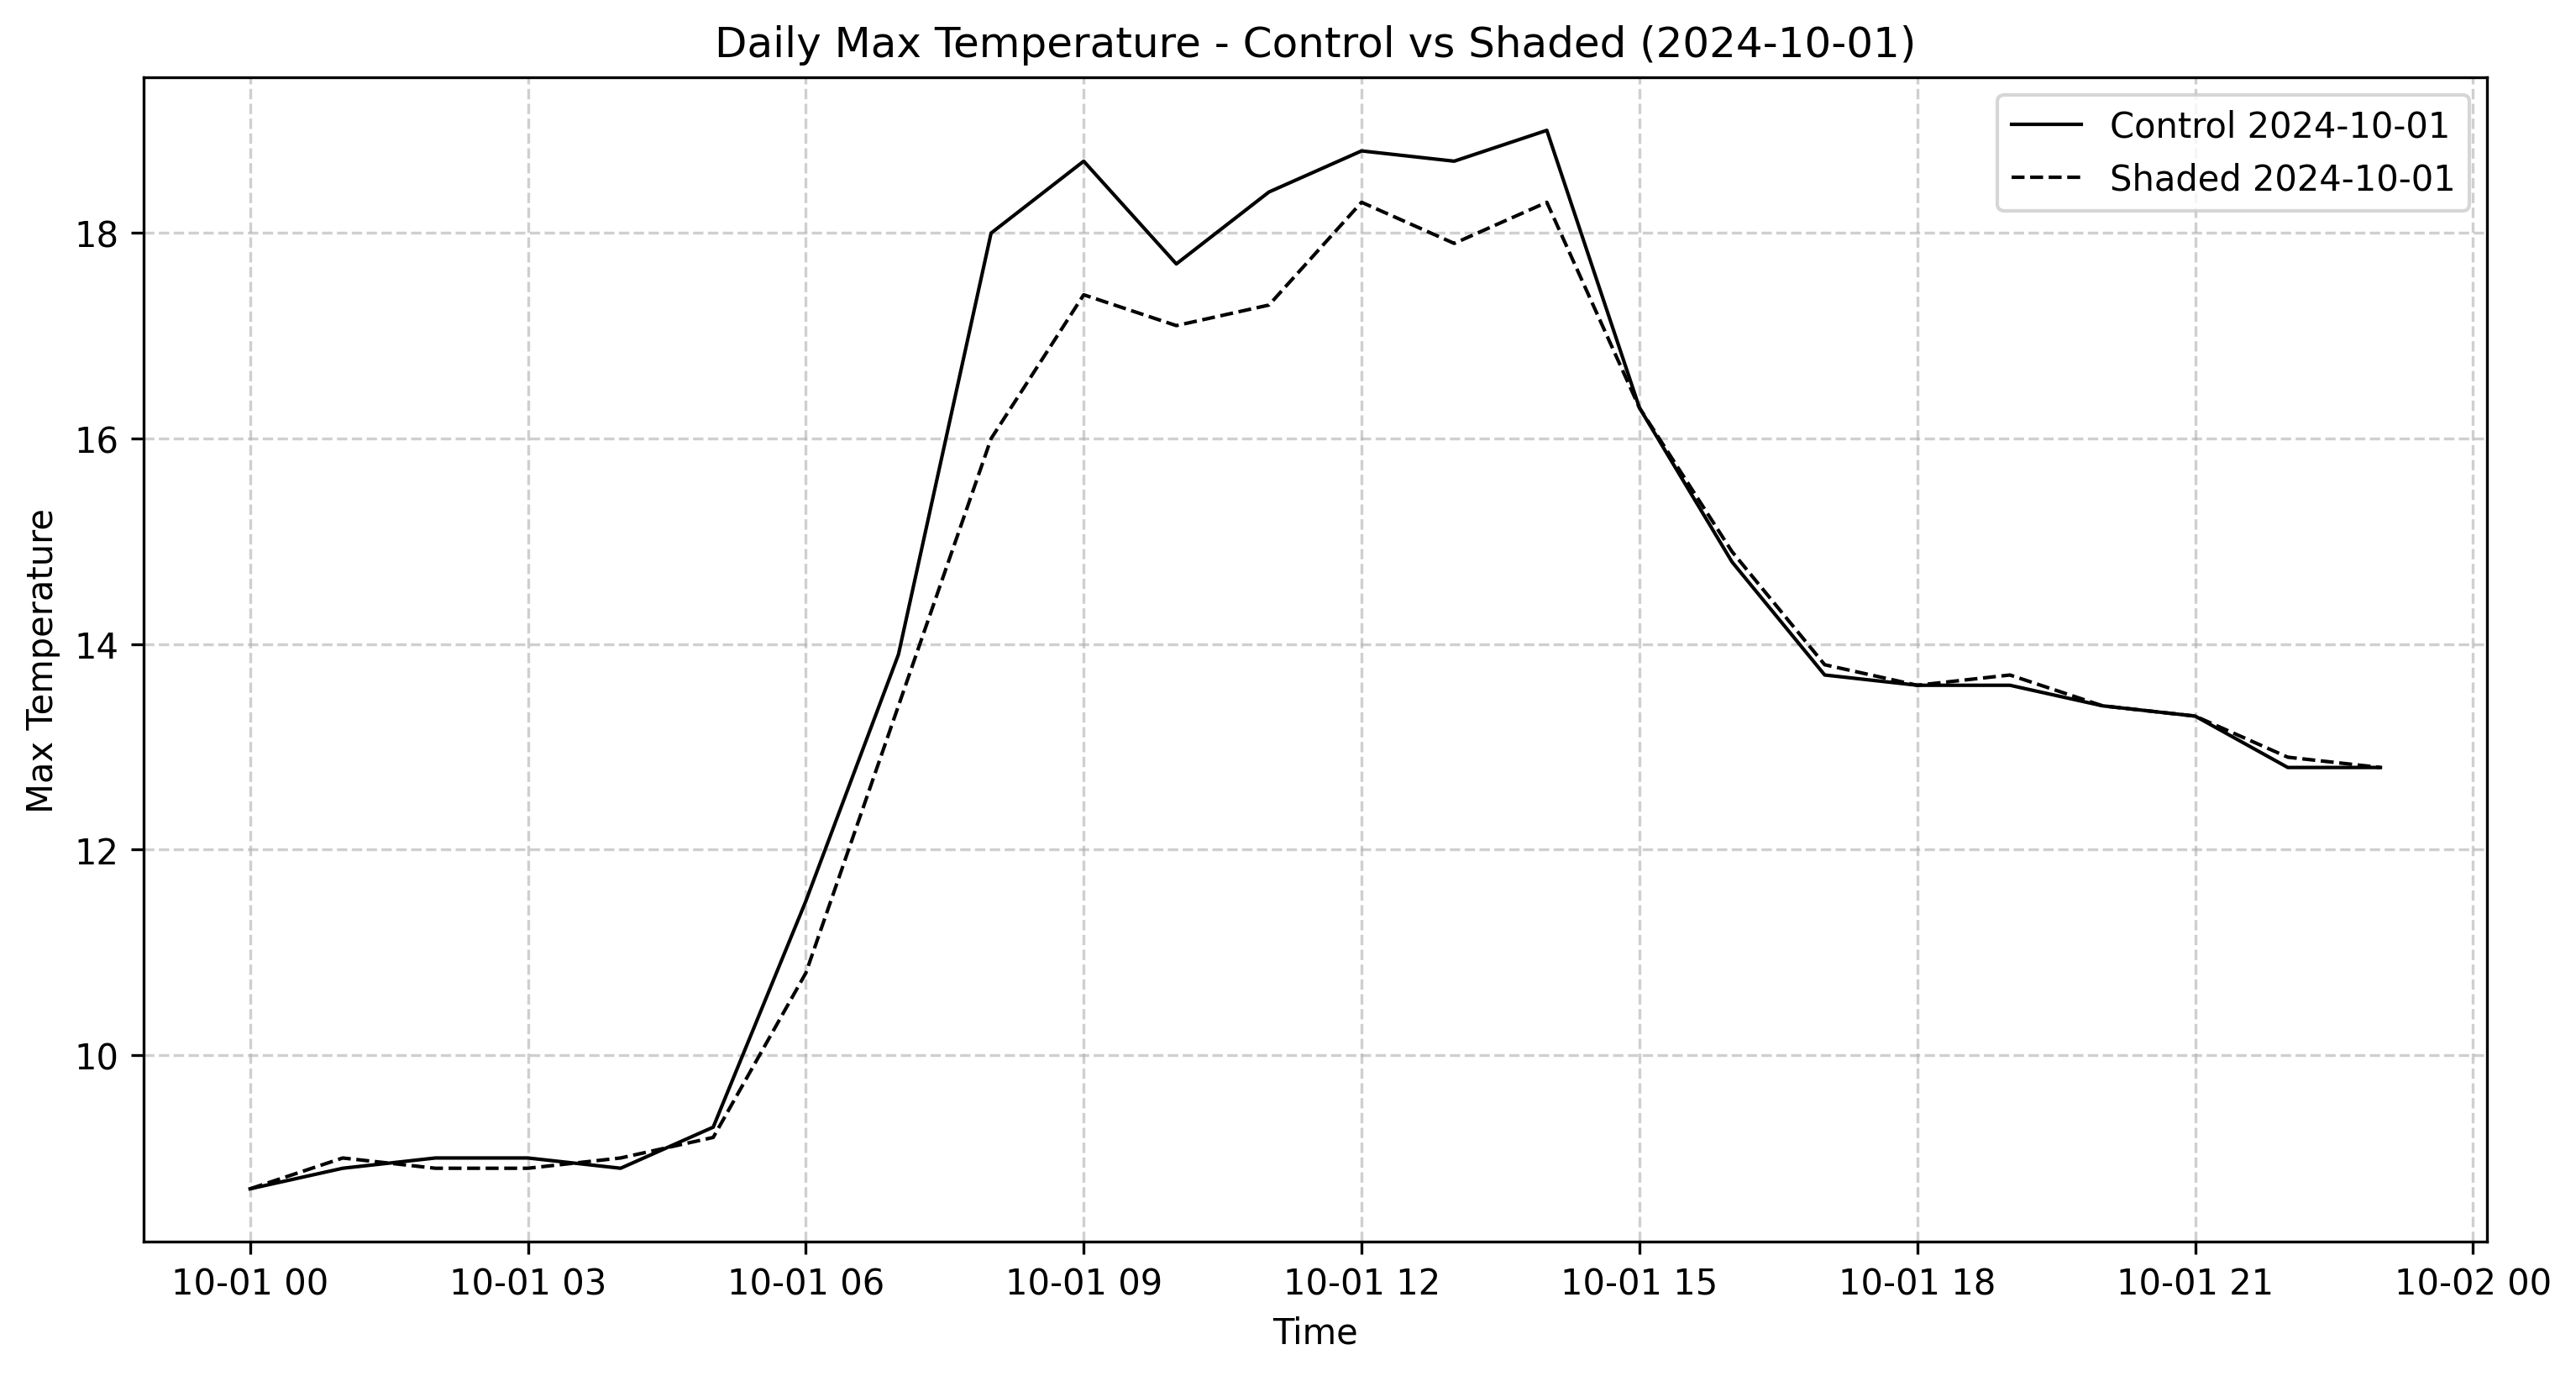 Daily Max Temperature - Control vs Shaded (2024-10-01)
Control 2024-10-01
Shaded 2024-10-01
Max Temperature
18
16
14
12
10
10-01 00
10-01 03
10-01 06
10-01 09
10-01 12
10-01 15
10-01 18
10-01 21
10-02 00
Time